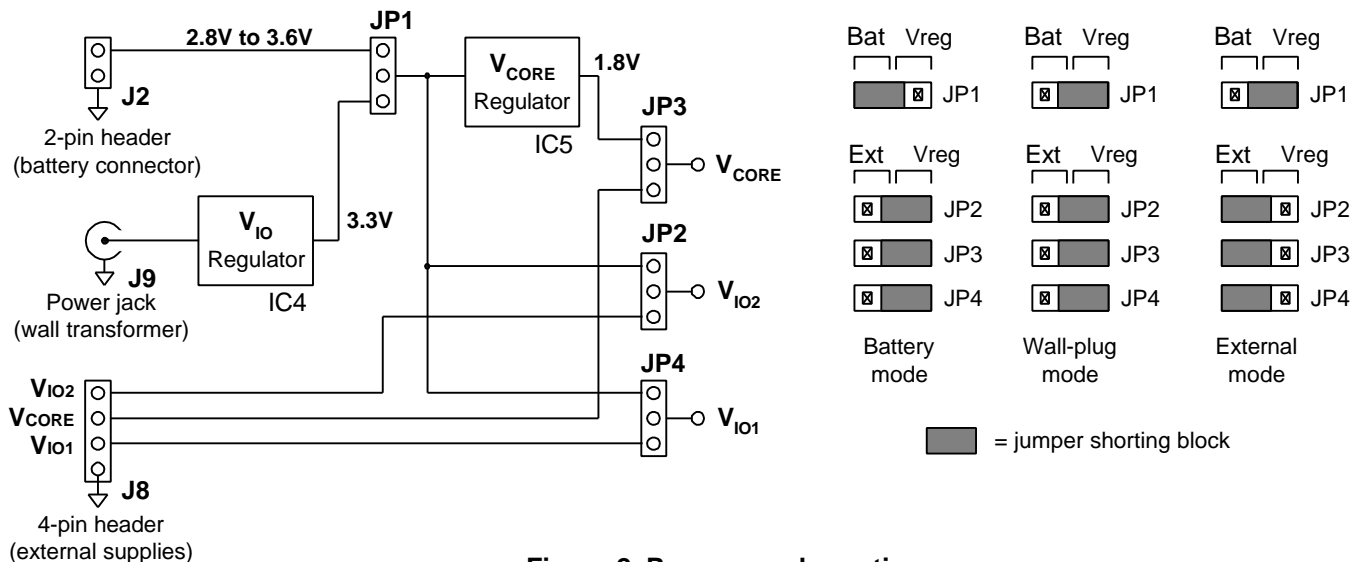 JP1
2.8V to 3.6V
J2
2-pin header
(battery connector)
VCORE
Regulator
IC5
1.8V
JP3
VCORE
VIO
Regulator
IC4
3.3V
J9
Power jack
(wall transformer)
JP2
VIO2
JP4
VIO1
VIO2
VCORE
VIO1
J8
4-pin header
(external supplies)
Bat Vreg
JP1
Ext Vreg
JP2
JP3
JP4
Battery
mode
Bat Vreg
JP1
Ext Vreg
JP2
JP3
JP4
Wall-plug
mode
Bat Vreg
JP1
Ext Vreg
JP2
JP3
JP4
External
mode
= jumper shorting block